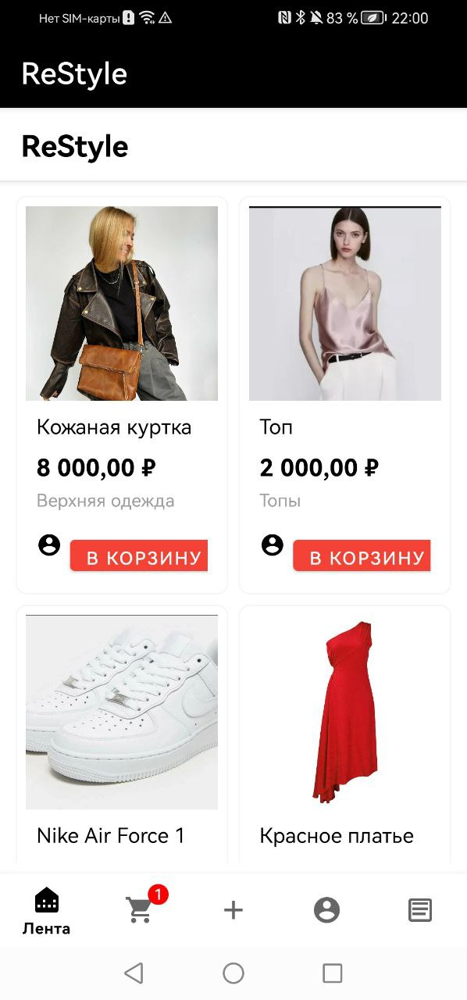 Нет SIM-карты 83 % 22:00
ReStyle
ReStyle
Кожаная куртка
8 000,00 ₽
Верхняя одежда
В КОРЗИНУ
Топ
2 000,00 ₽
Топы
В КОРЗИНУ
Nike Air Force 1
Красное платье
1
Лента